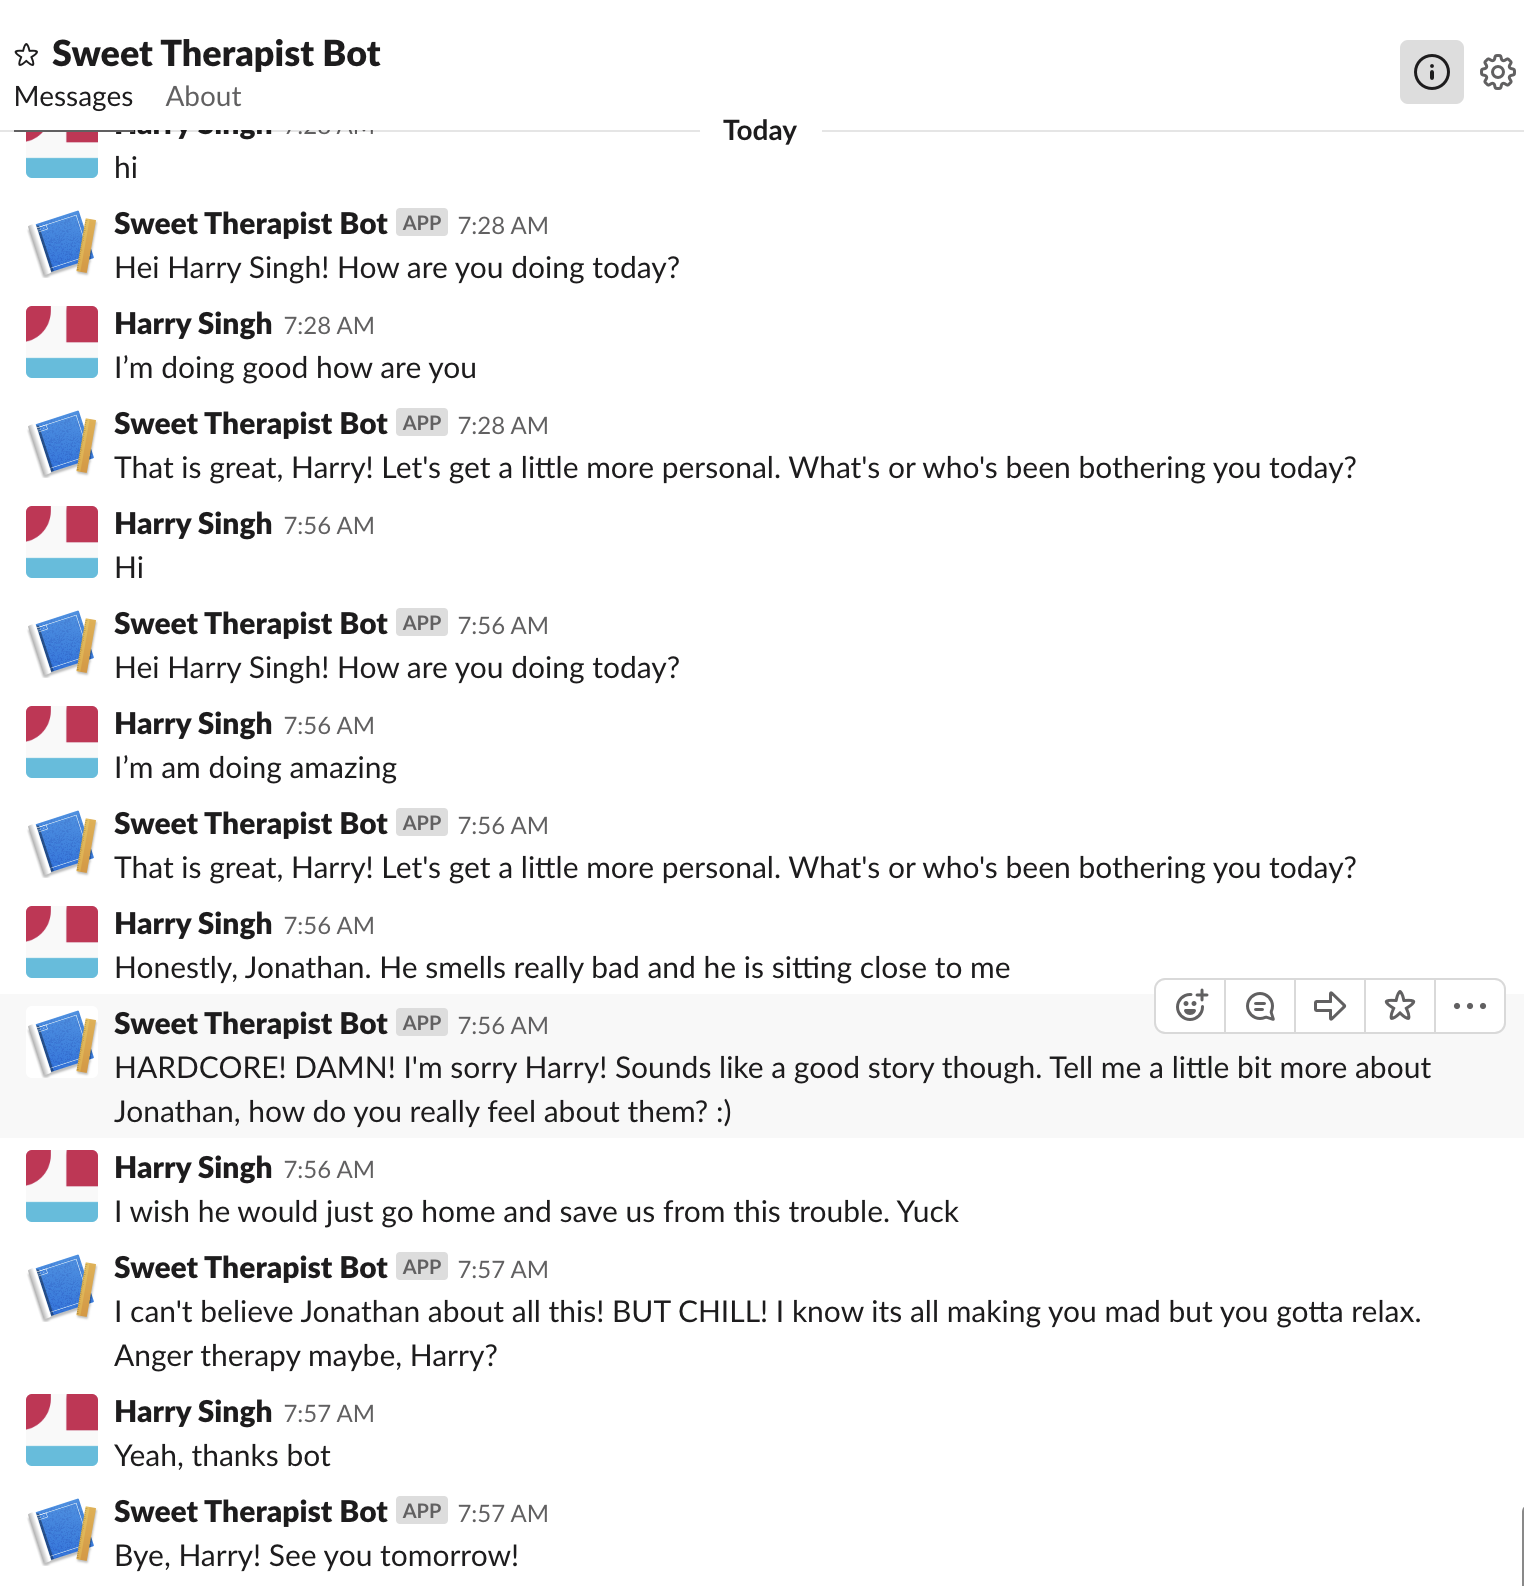 Sweet Therapist Bot
Messages About
Today
Harry Singh 7:28 AM
hi
Sweet Therapist Bot APP 7:28 AM
Hei Harry Singh! How are you doing today?
Harry Singh 7:28 AM
I’m doing good how are you
Sweet Therapist Bot APP 7:28 AM
That is great, Harry! Let's get a little more personal. What's or who's been bothering you today?
Harry Singh 7:56 AM
Hi
Sweet Therapist Bot APP 7:56 AM
Hei Harry Singh! How are you doing today?
Harry Singh 7:56 AM
I’m am doing amazing
Sweet Therapist Bot APP 7:56 AM
That is great, Harry! Let's get a little more personal. What's or who's been bothering you today?
Harry Singh 7:56 AM
Honestly, Jonathan. He smells really bad and he is sitting close to me
Sweet Therapist Bot APP 7:56 AM
HARDCORE! DAMN! I'm sorry Harry! Sounds like a good story though. Tell me a little bit more about
Jonathan, how do you really feel about them? :)
Harry Singh 7:56 AM
I wish he would just go home and save us from this trouble. Yuck
Sweet Therapist Bot APP 7:57 AM
I can't believe Jonathan about all this! BUT CHILL! I know its all making you mad but you gotta relax.
Anger therapy maybe, Harry?
Harry Singh 7:57 AM
Yeah, thanks bot
Sweet Therapist Bot APP 7:57 AM
Bye, Harry! See you tomorrow!